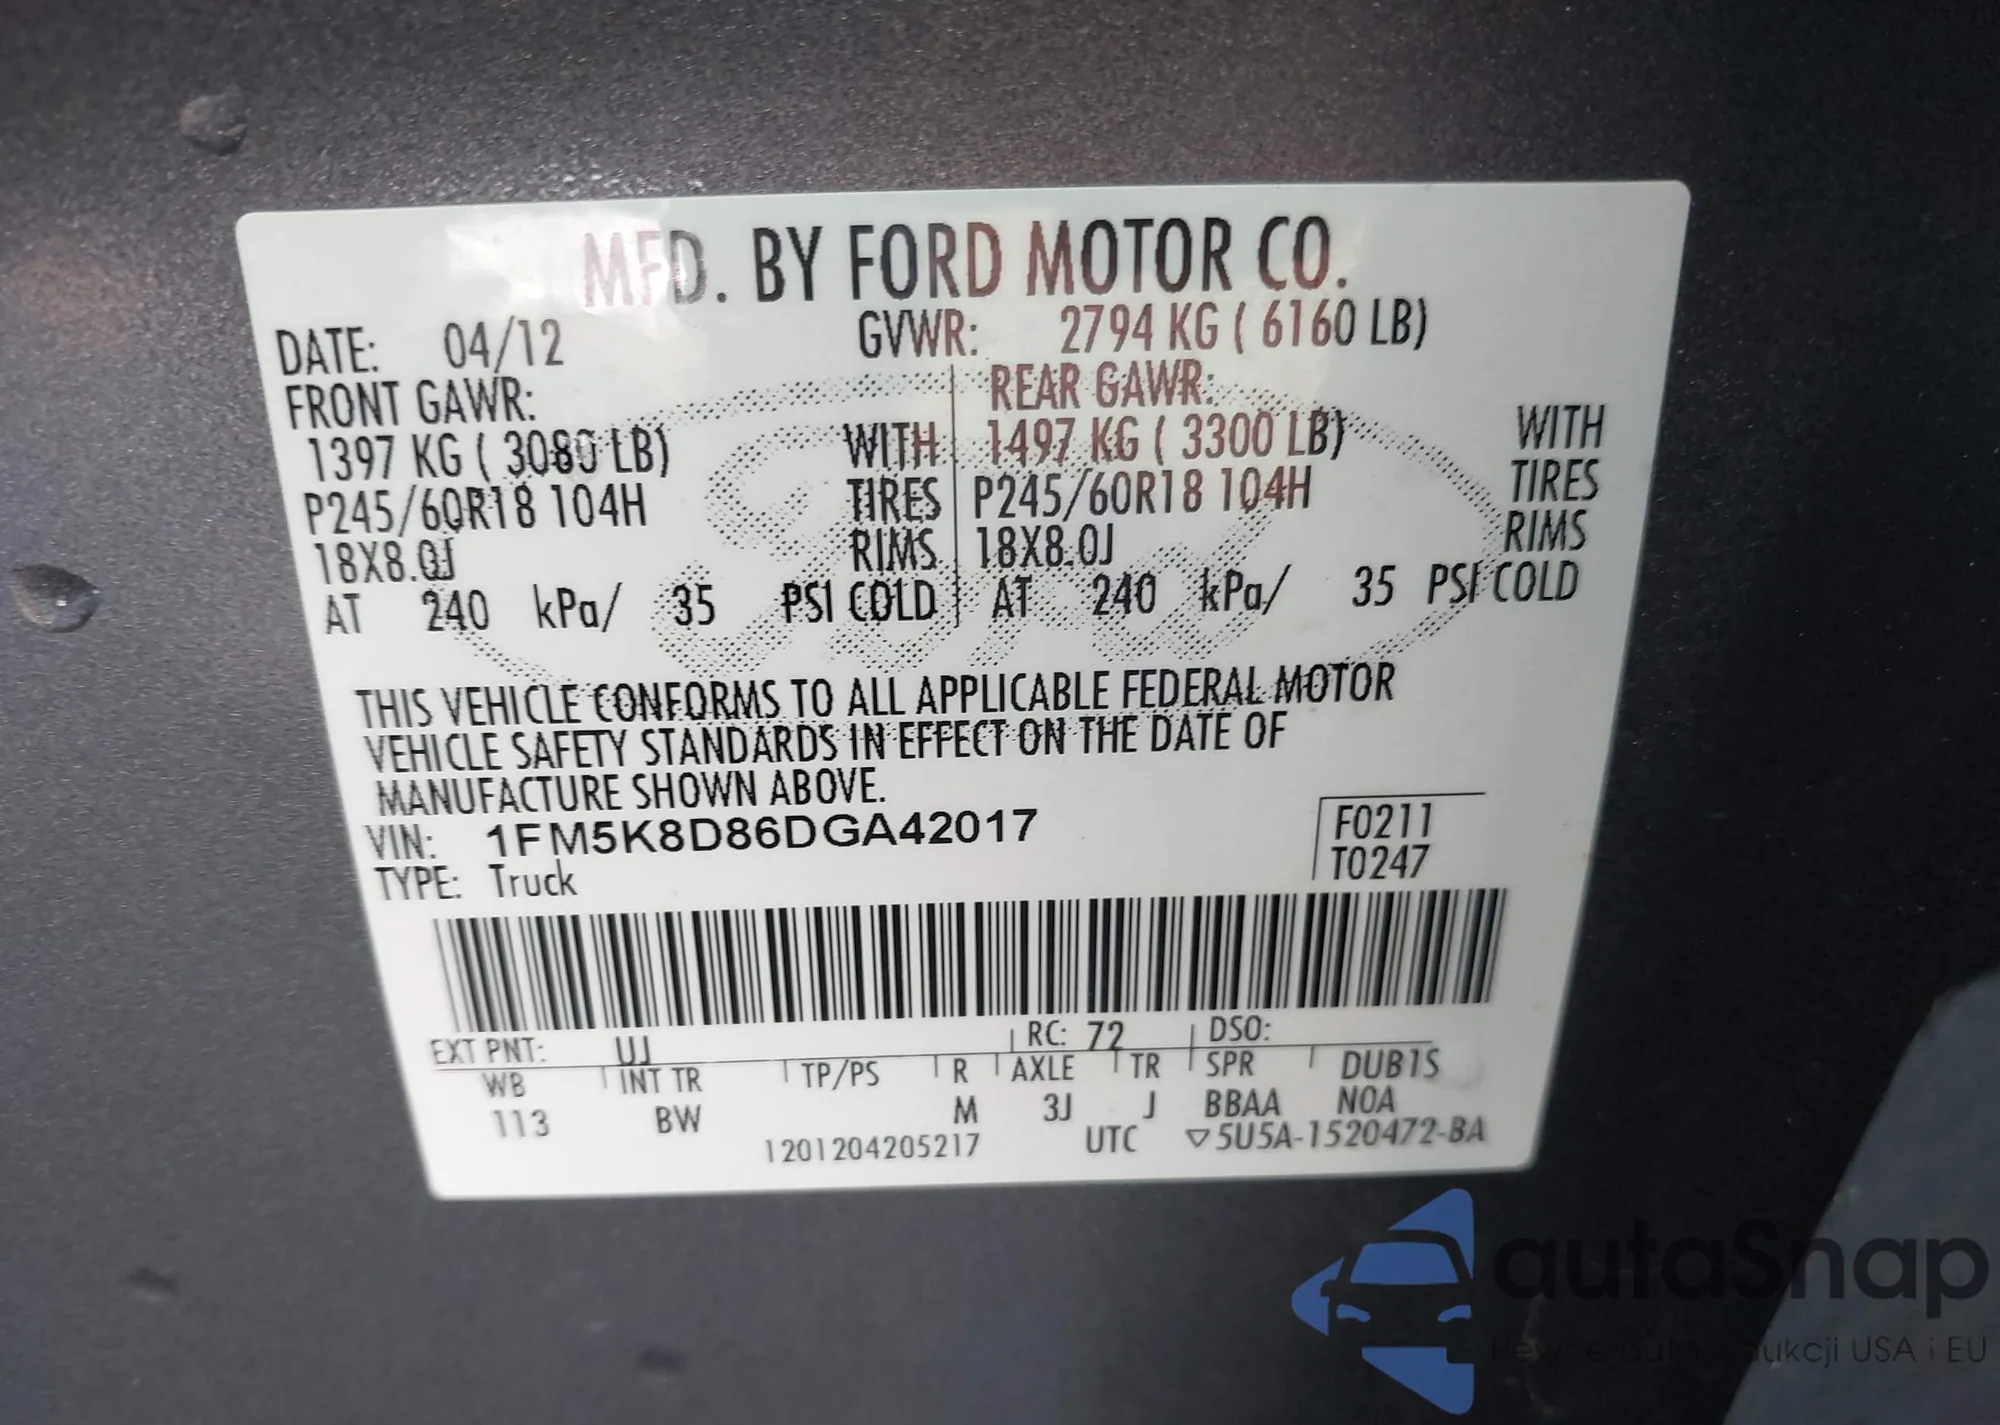 MFD. BY FORD MOTOR CO.
DATE: 04/12 GVWR: 2794 KG ( 6160 LB)
FRONT GAWR: REAR GAWR:
1397 KG ( 3080 LB) WITH 1497 KG ( 3300 LB) WITH
P245/60R18 104H TIRES P245/60R18 104H TIRES
18X8.0J RIMS 18X8.0J RIMS
AT 240 kPa/ 35 PSI COLD AT 240 kPa/ 35 PSI COLD
THIS VEHICLE CONFORMS TO ALL APPLICABLE FEDERAL MOTOR
VEHICLE SAFETY STANDARDS IN EFFECT ON THE DATE OF
MANUFACTURE SHOWN ABOVE.
VIN: 1FM5K8D86DGA42017 F0211
TYPE: Truck T0247
EXT PNT: UJ RC: 72 DSO:
WB INT TR TP/PS R AXLE TR SPR DUB1S
113 BW M 3J J BBAA NOA
1201204205217 UTC ▽5U5A-1520472-BA
autaSnap
USA i EU